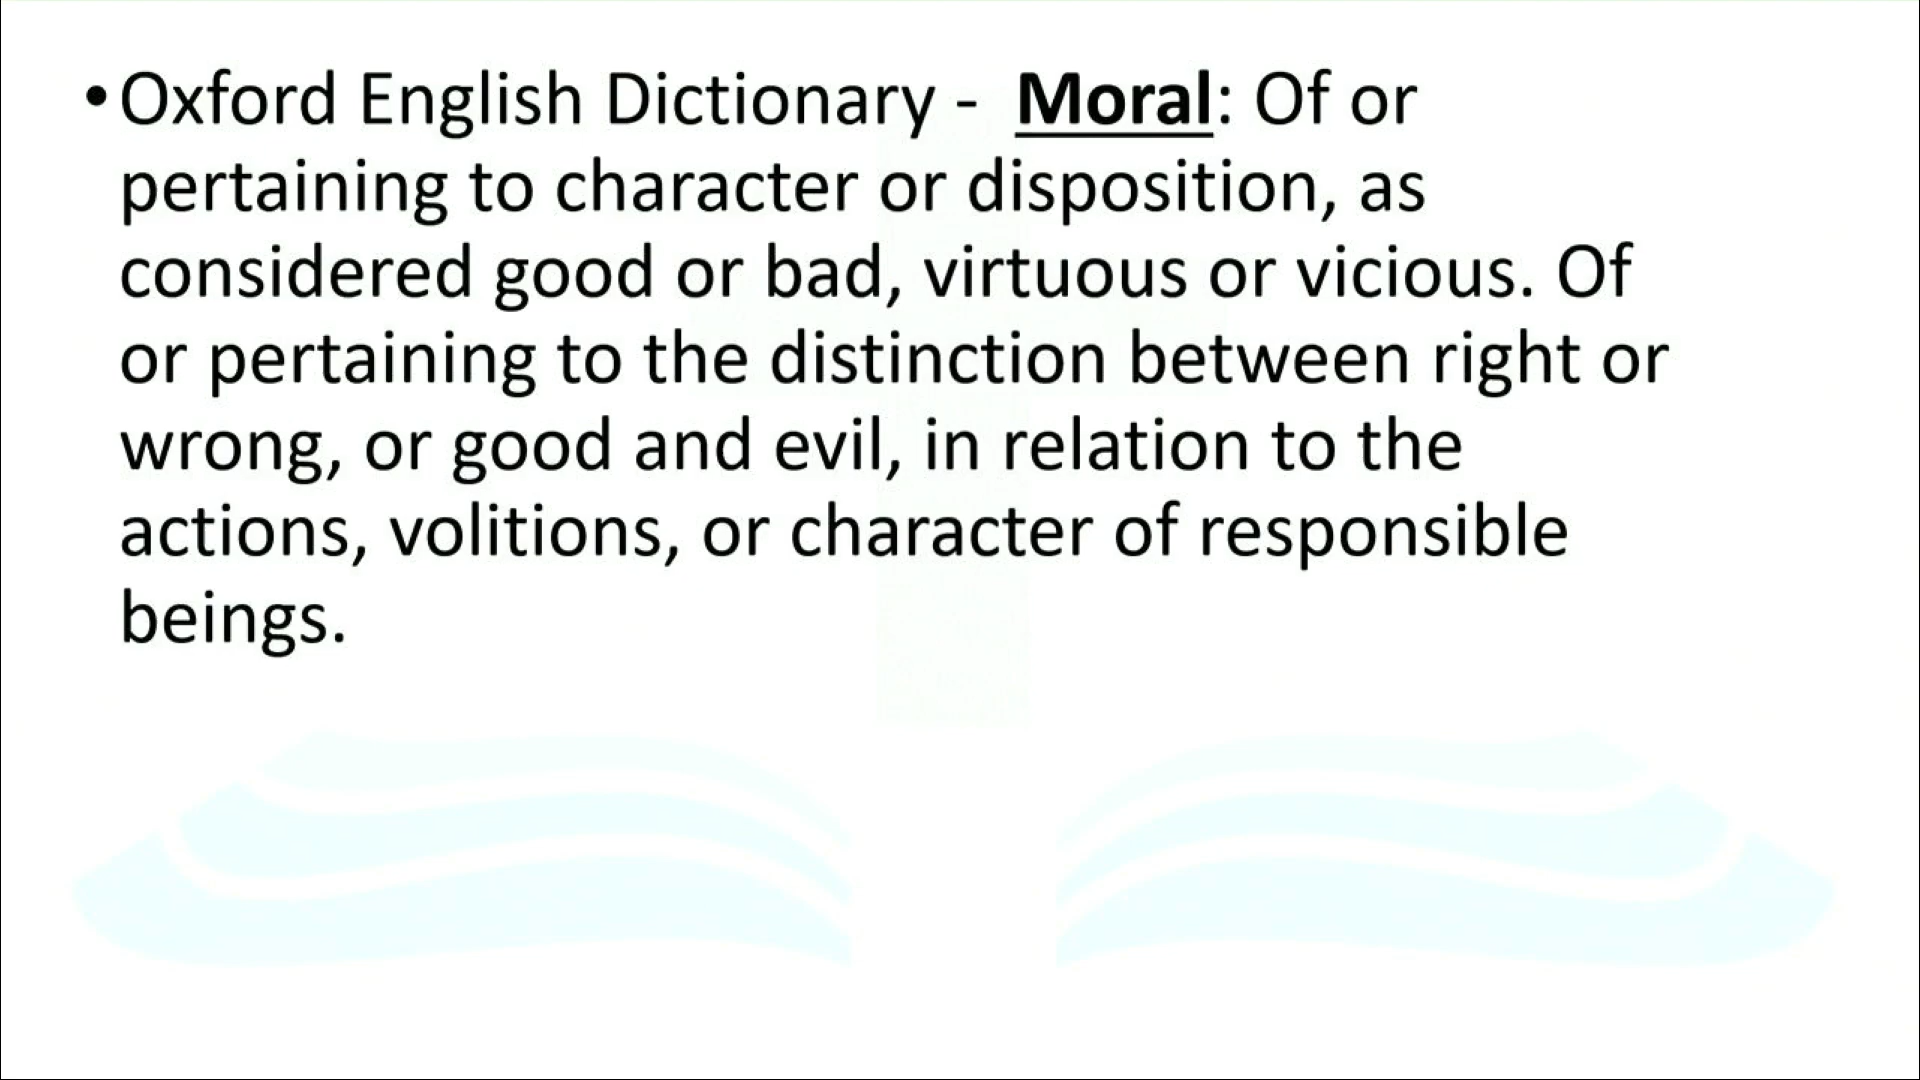 • Oxford English Dictionary - Moral: Of or
pertaining to character or disposition, as
considered good or bad, virtuous or vicious. Of
or pertaining to the distinction between right or
wrong, or good and evil, in relation to the
actions, volitions, or character of responsible
beings.